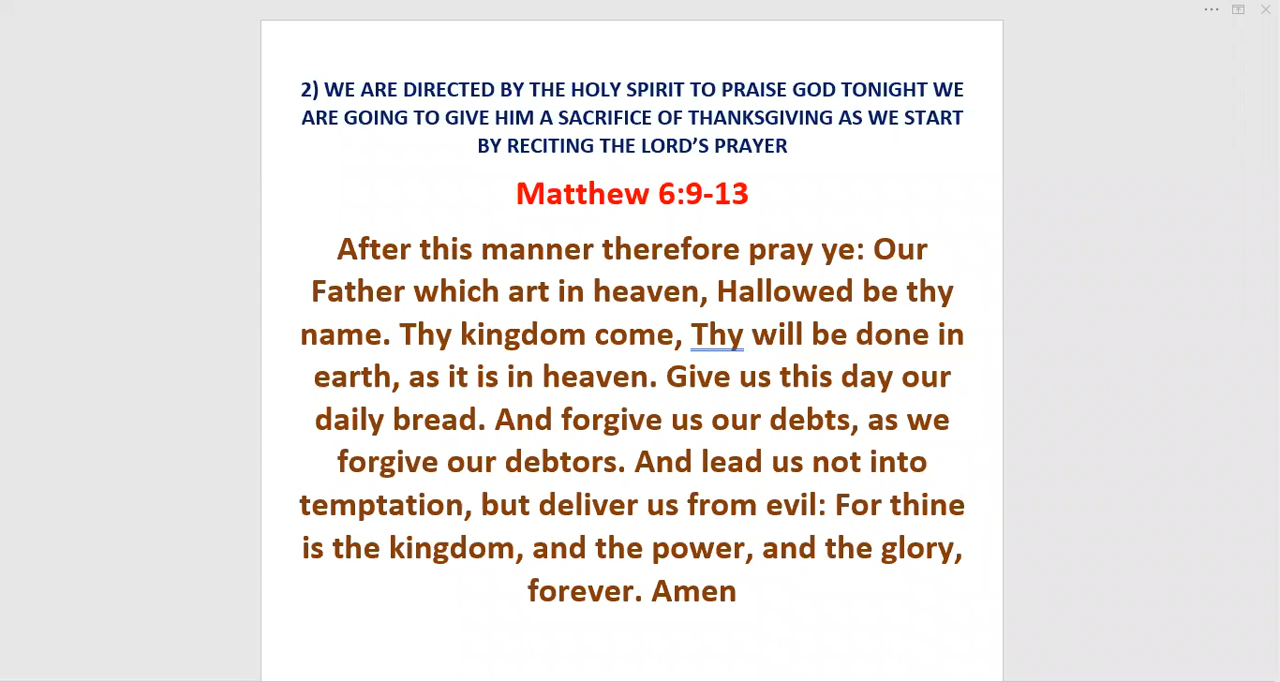 2) WE ARE DIRECTED BY THE HOLY SPIRIT TO PRAISE GOD TONIGHT WE
ARE GOING TO GIVE HIM A SACRIFICE OF THANKSGIVING AS WE START
BY RECITING THE LORD’S PRAYER
Matthew 6:9-13
After this manner therefore pray ye: Our
Father which art in heaven, Hallowed be thy
name. Thy kingdom come, Thy will be done in
earth, as it is in heaven. Give us this day our
daily bread. And forgive us our debts, as we
forgive our debtors. And lead us not into
temptation, but deliver us from evil: For thine
is the kingdom, and the power, and the glory,
forever. Amen